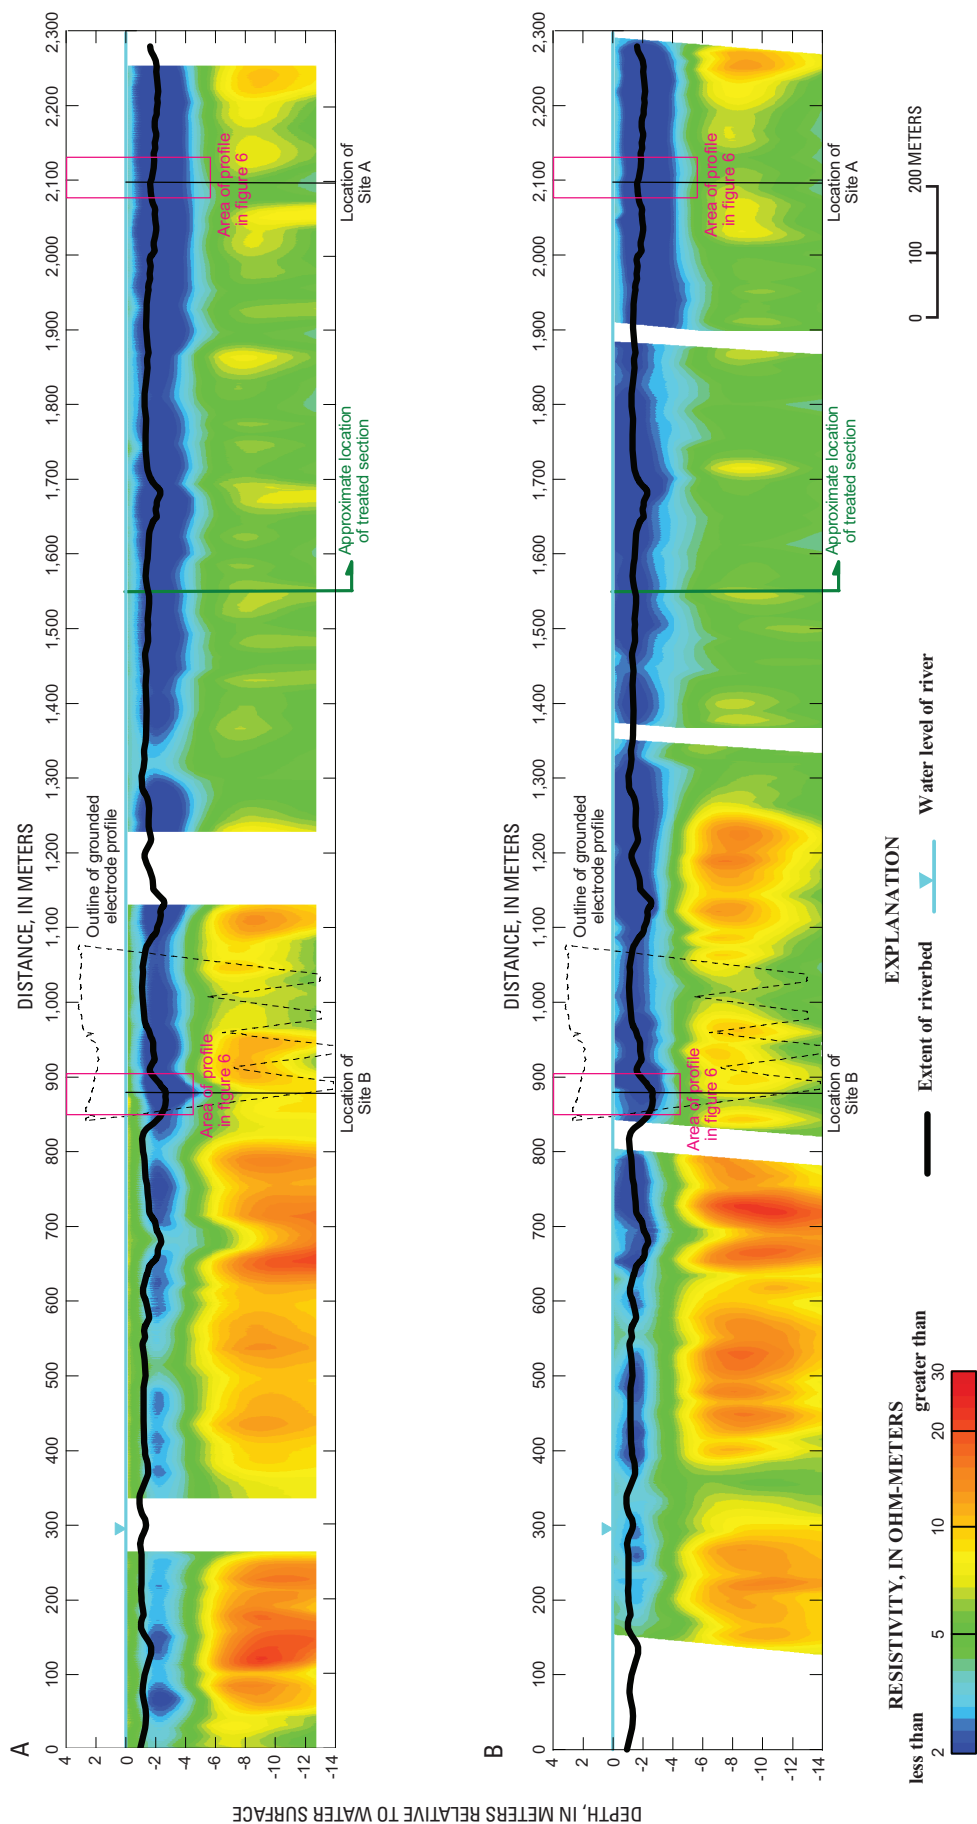 A
DISTANCE, IN METERS
0 100 200 300 400 500 600 700 800 900 1,000 1,100 1,200 1,300 1,400 1,500 1,600 1,700 1,800 1,900 2,000 2,100 2,200 2,300
4
2
0
-2
-4
-6
-8
-10
-12
-14
Outline of grounded
electrode profile
Area of profile
in figure 6
Area of profile
in figure 6
Location of
Site B
Approximate location
of treated section
Location of
Site A
DEPTH, IN METERS RELATIVE TO WATER SURFACE
B
DISTANCE, IN METERS
0 100 200 300 400 500 600 700 800 900 1,000 1,100 1,200 1,300 1,400 1,500 1,600 1,700 1,800 1,900 2,000 2,100 2,200 2,300
4
2
0
-2
-4
-6
-8
-10
-12
-14
Outline of grounded
electrode profile
Area of profile
in figure 6
Area of profile
in figure 6
Location of
Site B
Approximate location
of treated section
Location of
Site A
EXPLANATION
RESISTIVITY, IN OHM-METERS
less than
greater than
2 5 10 20 30
Extent of riverbed
Water level of river
0 100 200 METERS